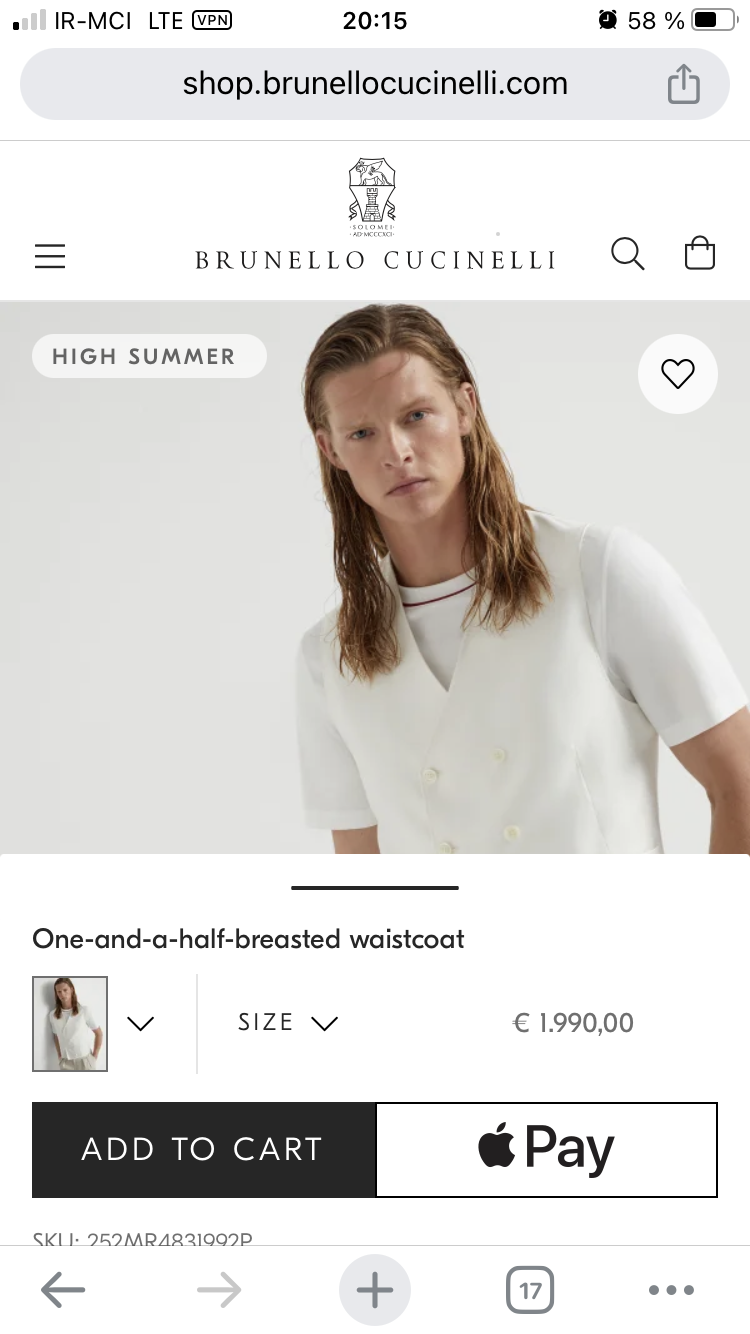 IR-MCI LTE VPN 20:15 58 %
shop.brunellocucinelli.com
·SOLOMEI·
·AD·MCCCXCI·
BRUNELLO CUCINELLI
HIGH SUMMER
One-and-a-half-breasted waistcoat
SIZE € 1.990,00
ADD TO CART Pay
SKU: 252MR4831992P
17